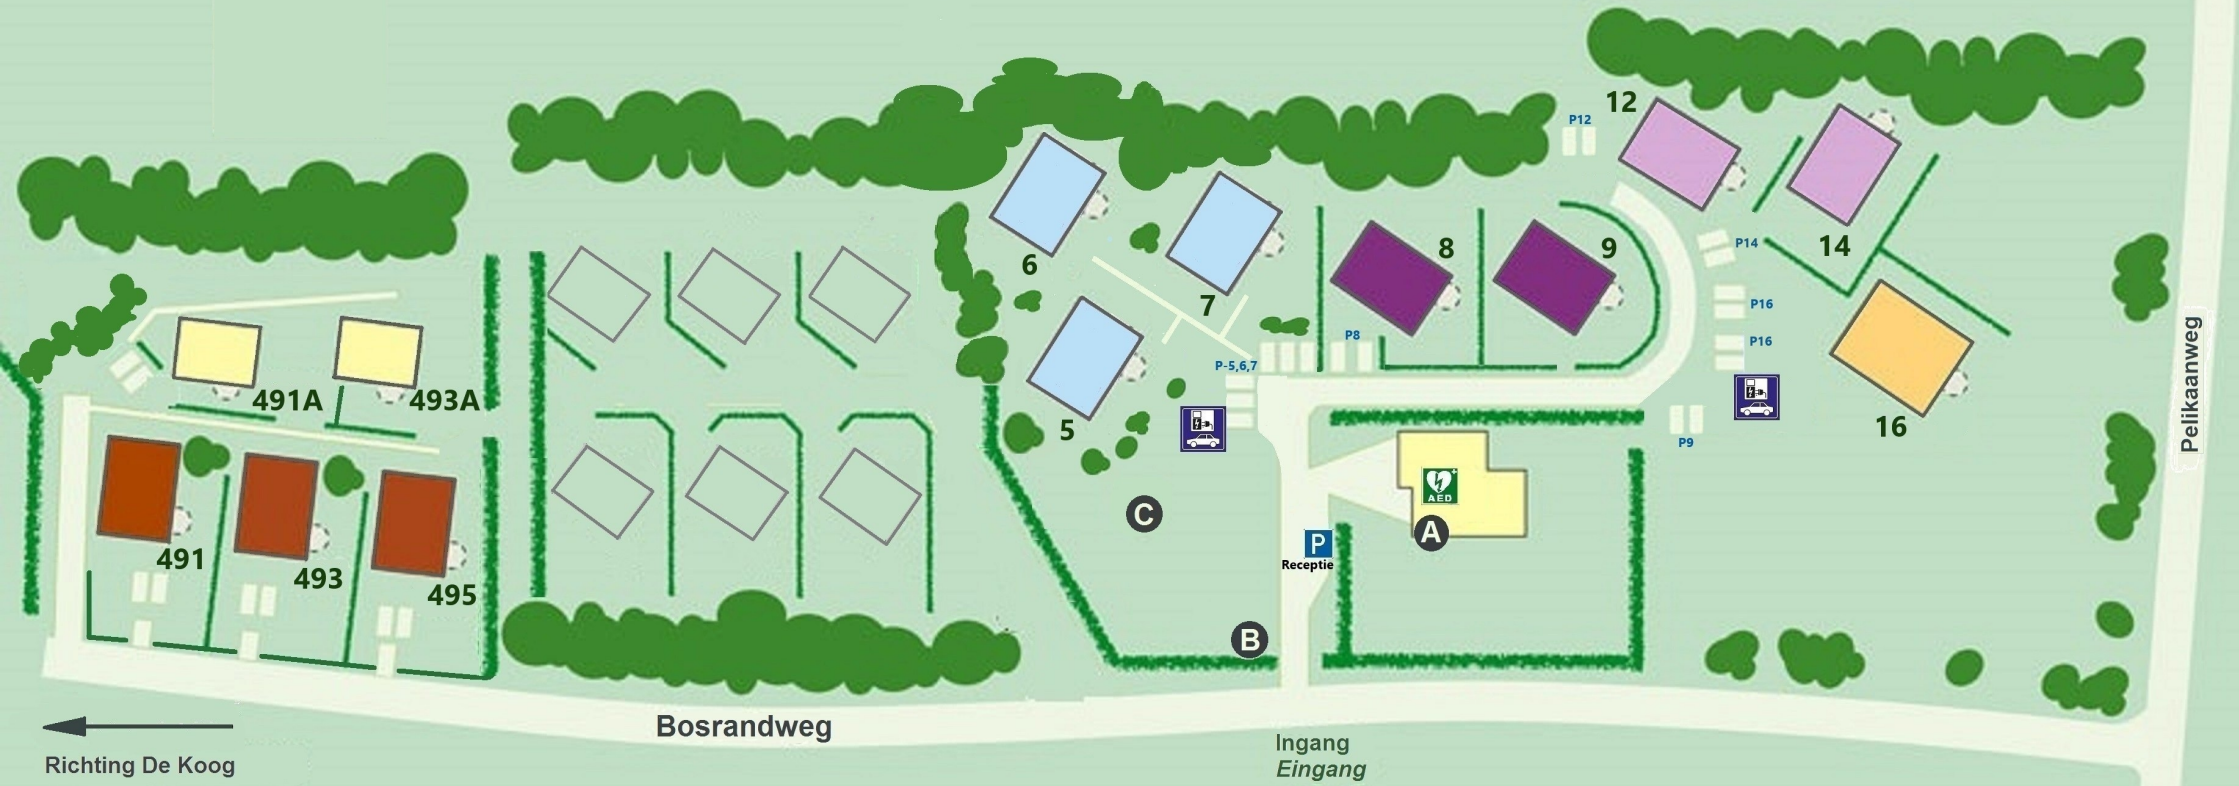 12
P12
14
P14
P16
P16
16
P9
8
9
P8
6
7
5
P-5,6,7
491A
493A
491
493
495
AED
A
C
B
P
Receptie
Pelikaanweg
Bosrandweg
Richting De Koog
Ingang
Eingang